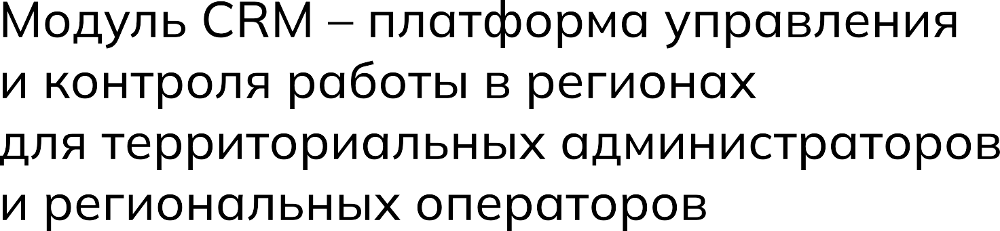 Модуль CRM – платформа управления
и контроля работы в регионах
для территориальных администраторов
и региональных операторов